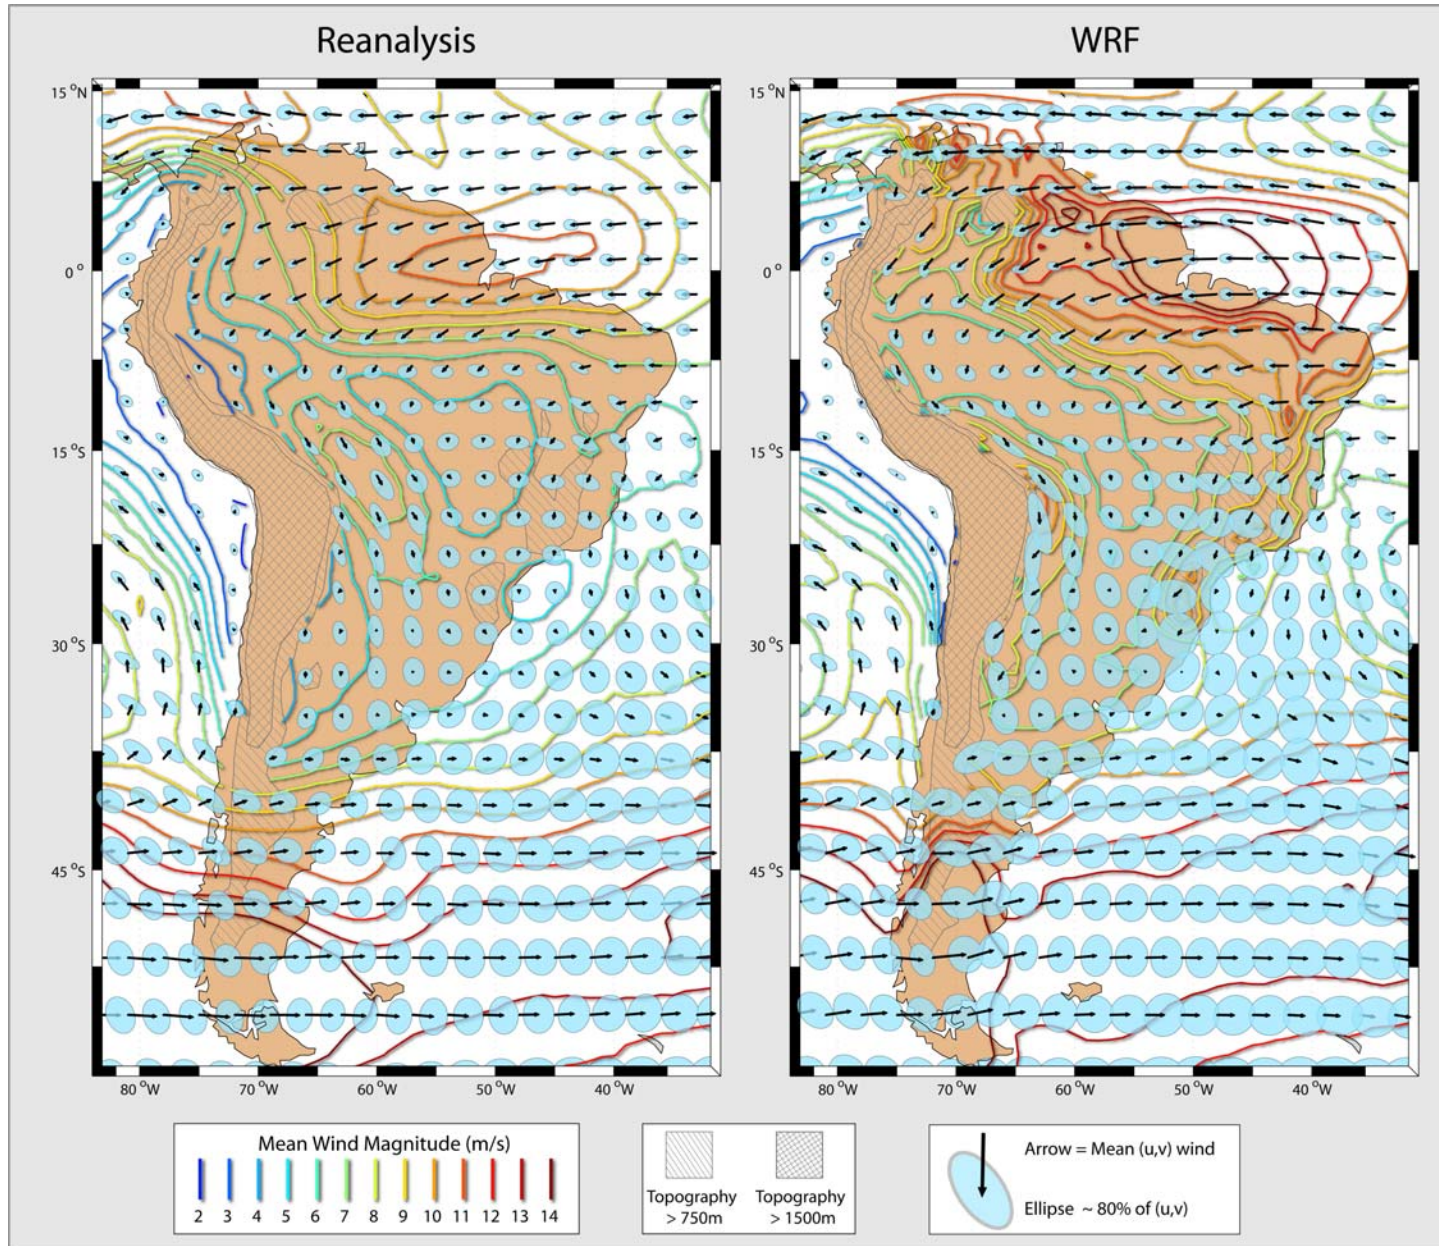 Reanalysis
WRF
15 °N
0 °
15 °S
30 °S
45 °S
80 °W 70 °W 60 °W 50 °W 40 °W
15 °N
0 °
15 °S
30 °S
45 °S
80 °W 70 °W 60 °W 50 °W 40 °W
Mean Wind Magnitude (m/s)
2 3 4 5 6 7 8 9 10 11 12 13 14
Topography
> 750m
Topography
> 1500m
Arrow = Mean (u,v) wind
Ellipse ~ 80% of (u,v)